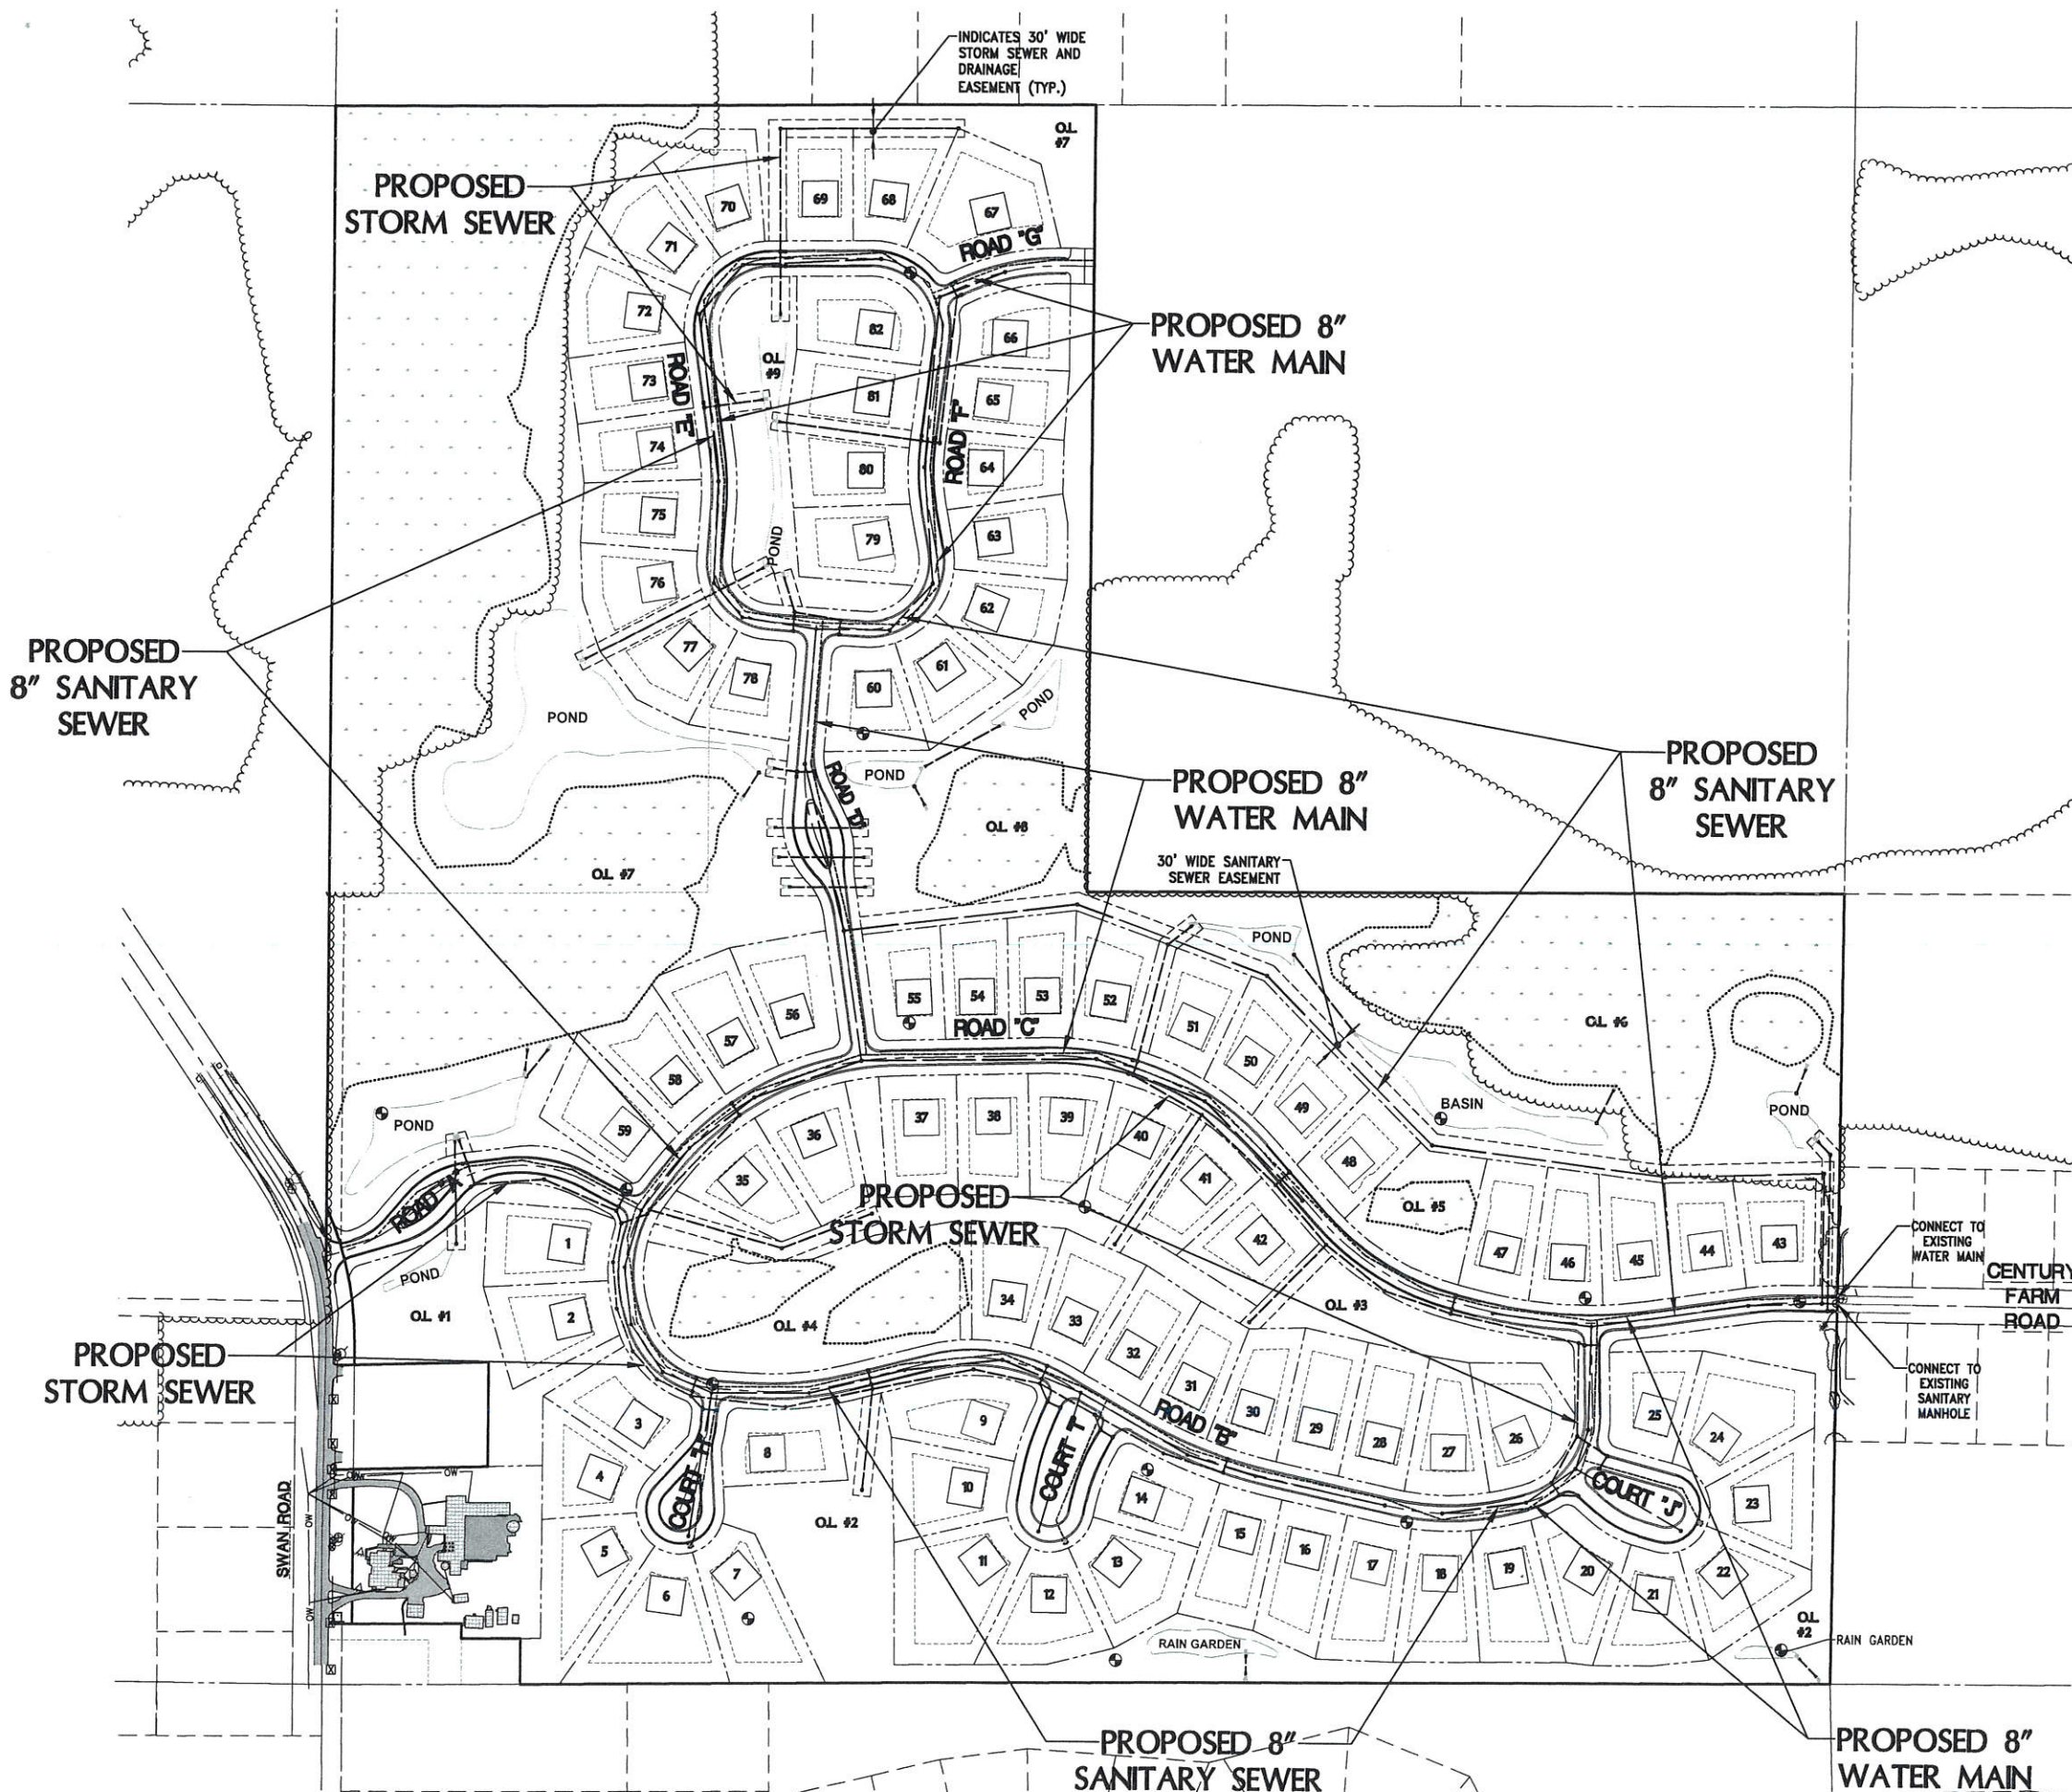 INDICATES 30' WIDE
STORM SEWER AND
DRAINAGE
EASEMENT (TYP.)
O.L.
#7
PROPOSED
STORM SEWER
70
69
68
67
71
ROAD "G"
72
82
66
PROPOSED 8"
WATER MAIN
O.L.
#9
73
ROAD "E"
81
65
ROAD "F"
74
80
64
75
79
63
POND
76
62
PROPOSED
8" SANITARY
SEWER
77
78
60
61
POND
POND
POND
ROAD "D"
PROPOSED 8"
WATER MAIN
PROPOSED
8" SANITARY
SEWER
O.L. #8
O.L. #7
30' WIDE SANITARY
SEWER EASEMENT
POND
55
54
53
52
51
56
57
58
59
ROAD "C"
50
49
48
O.L. #6
BASIN
POND
POND
ROAD "A"
35
36
37
38
39
40
41
42
PROPOSED
STORM SEWER
O.L. #5
47
46
45
44
43
CONNECT TO
EXISTING
WATER MAIN
CENTURY
FARM
ROAD
CONNECT TO
EXISTING
SANITARY
MANHOLE
1
2
POND
O.L. #1
O.L. #4
34
33
32
31
30
29
28
27
26
O.L. #3
PROPOSED
STORM SEWER
3
4
5
6
7
8
COURT "H"
O.L. #2
9
10
11
12
13
14
COURT "I"
ROAD "B"
15
16
17
18
19
20
21
22
23
24
25
COURT "J"
SWAN ROAD
OW
OW
OW
OW
OW
OW
RAIN GARDEN
O.L.
#2
RAIN GARDEN
PROPOSED 8"
SANITARY SEWER
PROPOSED 8"
WATER MAIN